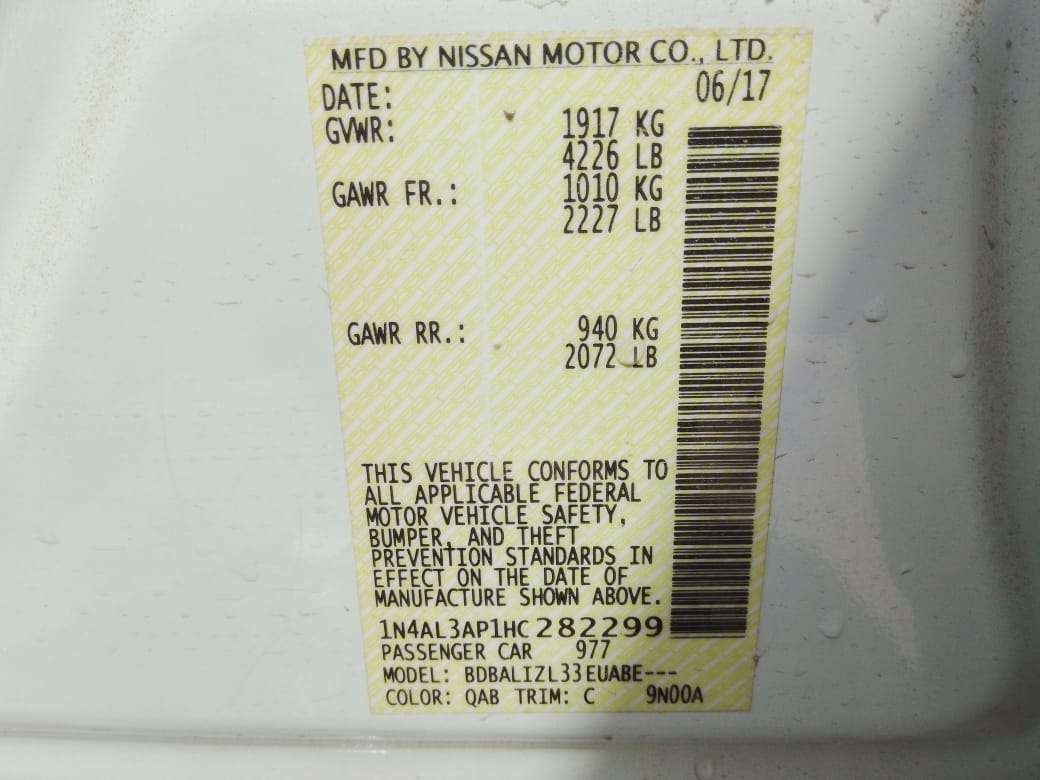 MFD BY NISSAN MOTOR CO., LTD.
DATE: 06/17
GVWR: 1917 KG
4226 LB
GAWR FR.: 1010 KG
2227 LB
GAWR RR.: 940 KG
2072 LB
THIS VEHICLE CONFORMS TO
ALL APPLICABLE FEDERAL
MOTOR VEHICLE SAFETY,
BUMPER, AND THEFT
PREVENTION STANDARDS IN
EFFECT ON THE DATE OF
MANUFACTURE SHOWN ABOVE.
1N4AL3AP1HC282299
PASSENGER CAR 977
MODEL: BDBALIZL33EUABE---
COLOR: QAB TRIM: C 9N00A